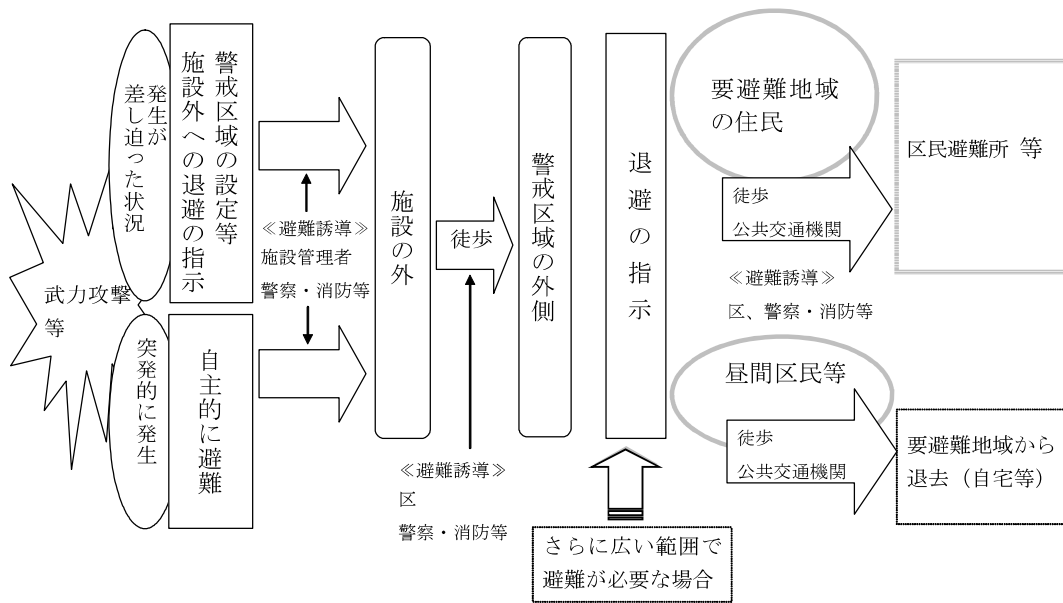 武力攻撃
等
発生が
差し迫った状況
警戒区域の設定等
施設外への退避の指示
突発的に発生
自主的に避難
≪避難誘導≫
施設管理者
警察・消防等
施設の外
徒歩
≪避難誘導≫
区
警察・消防等
警戒区域の外側
退避の指示
さらに広い範囲で
避難が必要な場合
要避難地域
の住民
徒歩
公共交通機関
≪避難誘導≫
区、警察・消防等
区民避難所 等
昼間区民等
徒歩
公共交通機関
要避難地域から
退去（自宅等）